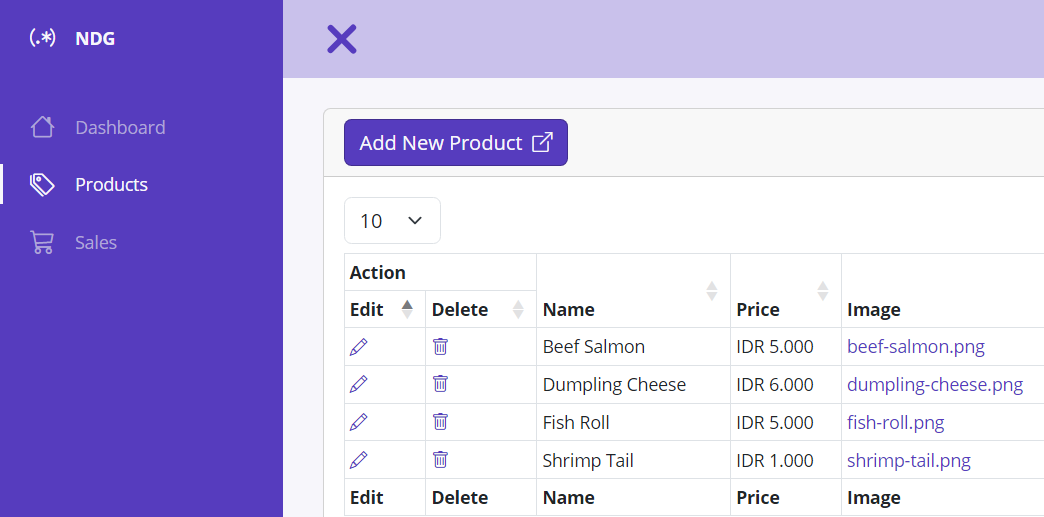 (.*) NDG
Dashboard
Products
Sales
Add New Product
10
Action
Edit Delete Name Price Image
Beef Salmon IDR 5.000 beef-salmon.png
Dumpling Cheese IDR 6.000 dumpling-cheese.png
Fish Roll IDR 5.000 fish-roll.png
Shrimp Tail IDR 1.000 shrimp-tail.png
Edit Delete Name Price Image